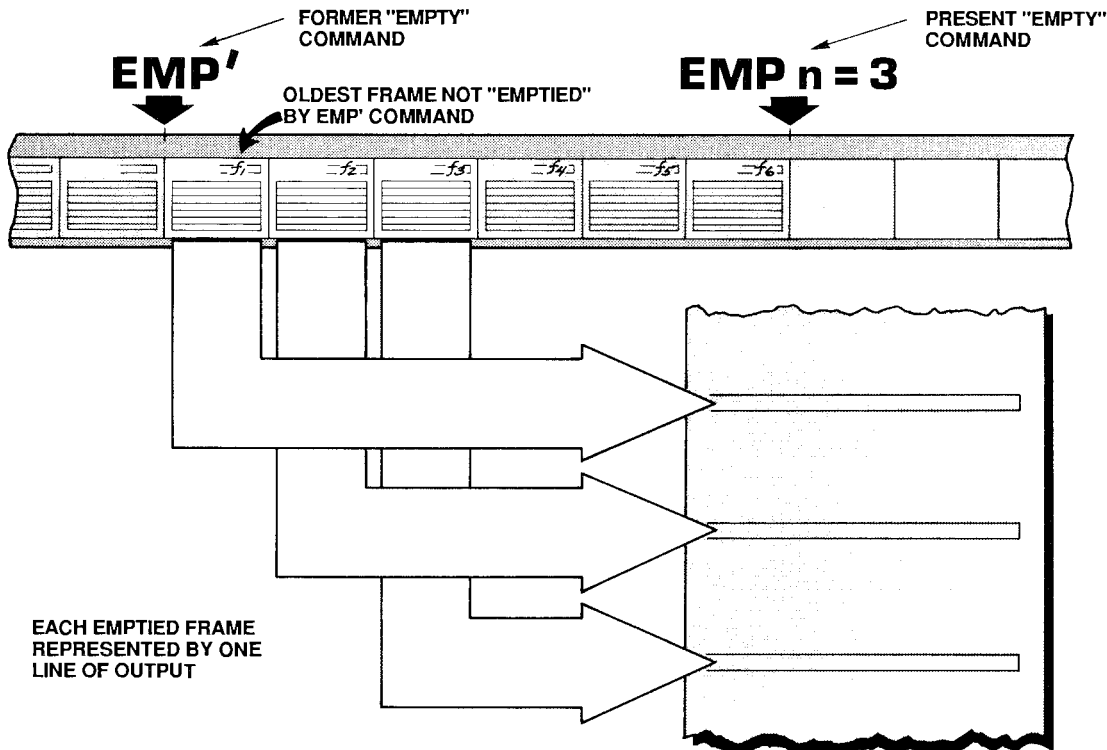 FORMER "EMPTY"
COMMAND
PRESENT "EMPTY"
COMMAND
EMP'
EMP n = 3
OLDEST FRAME NOT "EMPTIED"
BY EMP' COMMAND
f1 f2 f3 f4 f5 f6
EACH EMPTIED FRAME
REPRESENTED BY ONE
LINE OF OUTPUT